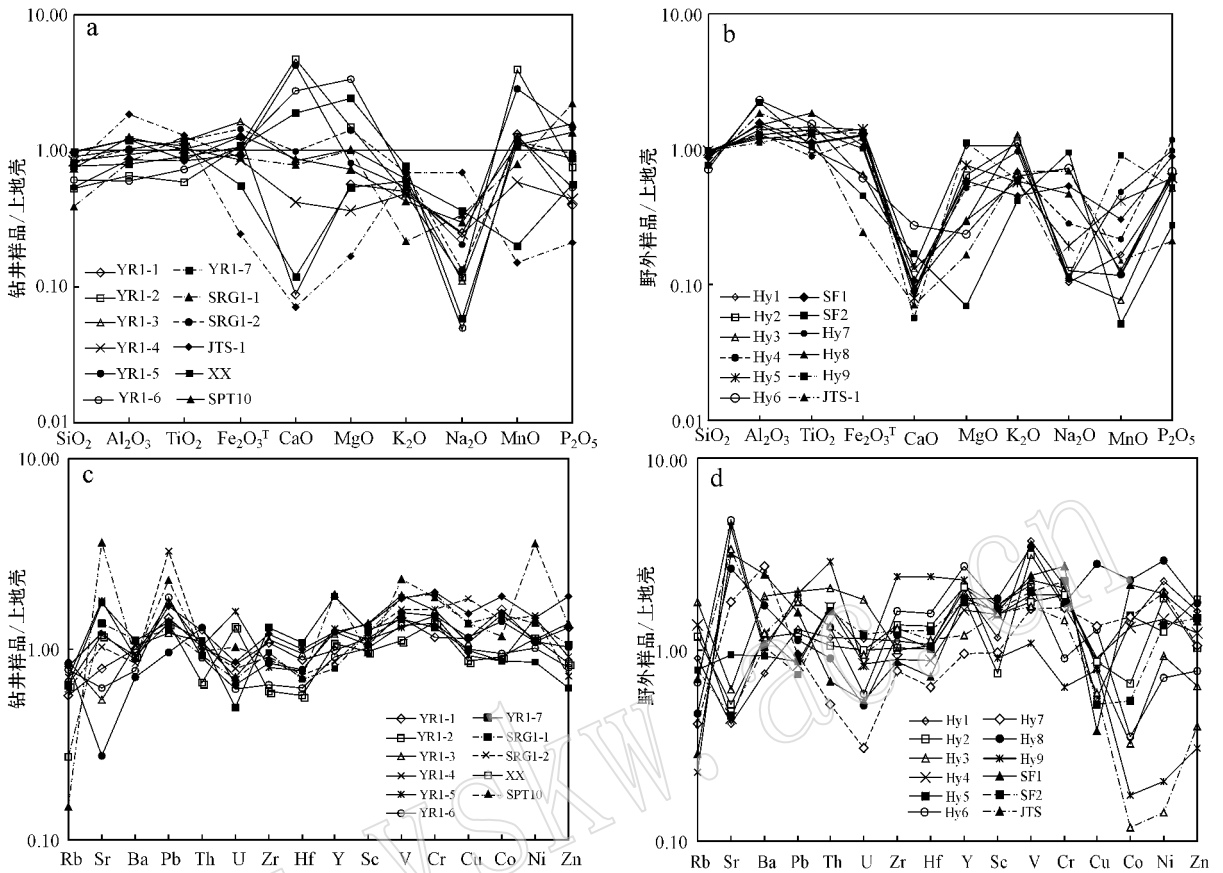 a
10.00
1.00
0.10
0.01
钻井样品/上地壳
YR1-1
YR1-2
YR1-3
YR1-4
YR1-5
YR1-6
YR1-7
SRG1-1
SRG1-2
JTS-1
XX
SPT10
SiO₂ Al₂O₃ TiO₂ Fe₂O₃ᵀ CaO MgO K₂O Na₂O MnO P₂O₅
b
10.00
1.00
0.10
0.01
野外样品/上地壳
Hy1
Hy2
Hy3
Hy4
Hy5
Hy6
SF1
SF2
Hy7
Hy8
Hy9
JTS-1
SiO₂ Al₂O₃ TiO₂ Fe₂O₃ᵀ CaO MgO K₂O Na₂O MnO P₂O₅
c
10.00
1.00
0.10
钻井样品/上地壳
YR1-1
YR1-2
YR1-3
YR1-4
YR1-5
YR1-6
YR1-7
SRG1-1
SRG1-2
XX
SPT10
Rb Sr Ba Pb Th U Zr Hf Y Sc V Cr Cu Co Ni Zn
d
10.00
1.00
0.10
野外样品/上地壳
Hy1
Hy2
Hy3
Hy4
Hy5
Hy6
Hy7
Hy8
Hy9
SF1
SF2
JTS
Rb Sr Ba Pb Th U Zr Hf Y Sc V Cr Cu Co Ni Zn